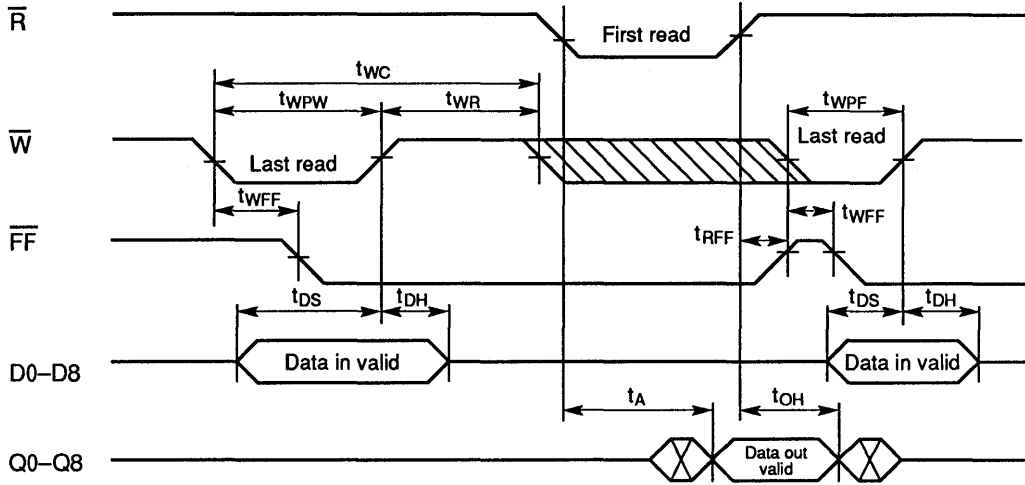 R̅
First read
tWC
tWPW
tWR
tWPF
W̅
Last read
Last read
tWFF
tWFF
F̅F̅
tRFF
tDS
tDH
tDS
tDH
D0–D8
Data in valid
Data in valid
tA
tOH
Q0–Q8
Data out
valid